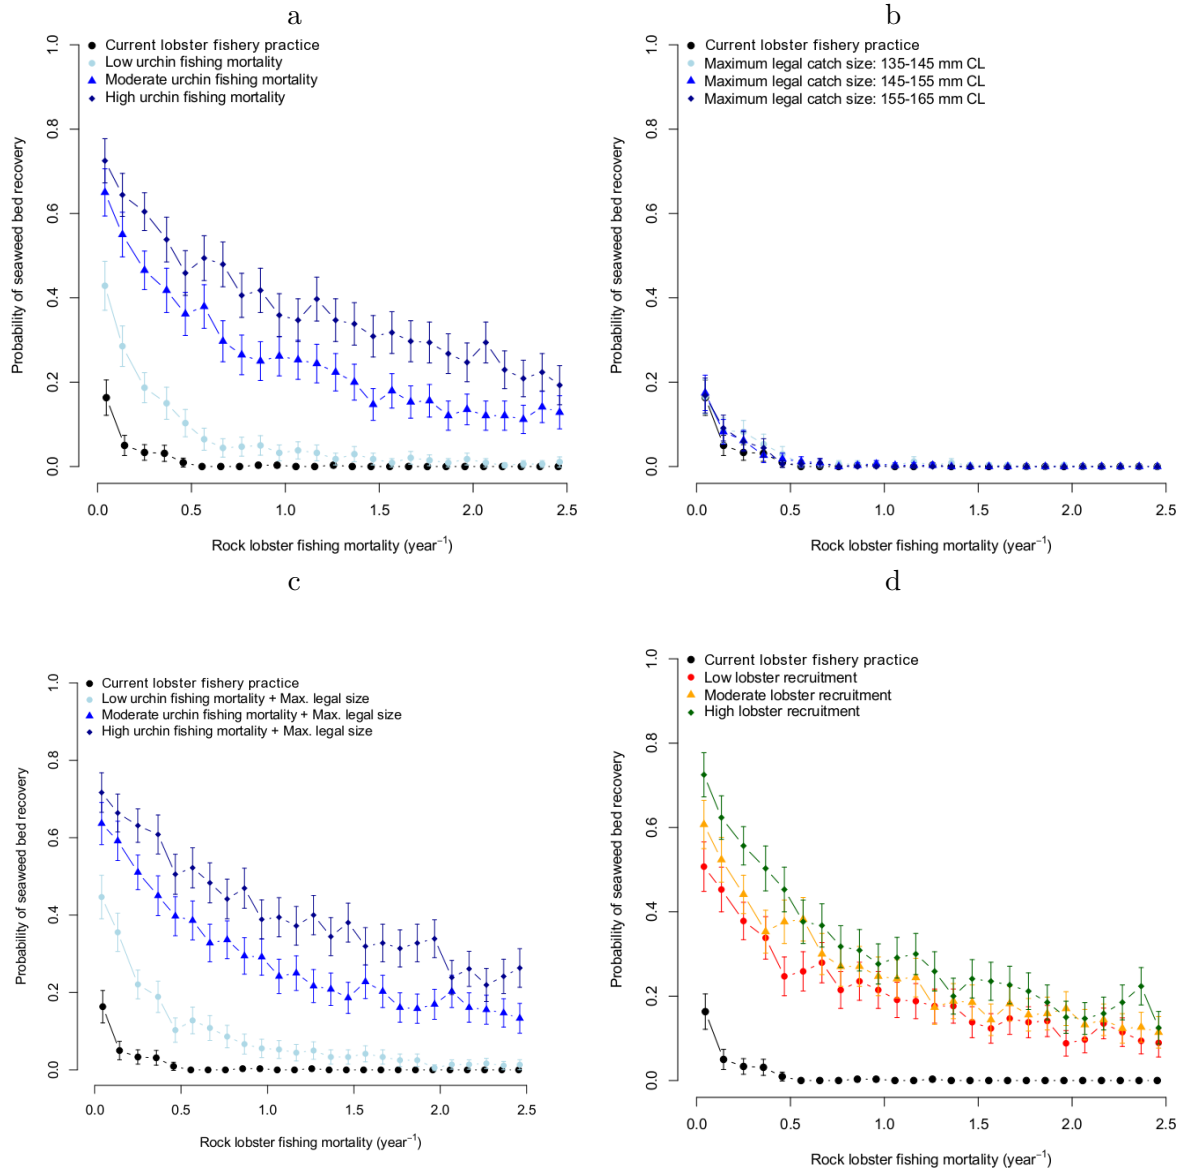 a
Current lobster fishery practice
Low urchin fishing mortality
Moderate urchin fishing mortality
High urchin fishing mortality
Probability of seaweed bed recovery
1.0
0.8
0.6
0.4
0.2
0.0
0.0 0.5 1.0 1.5 2.0 2.5
Rock lobster fishing mortality (year⁻¹)
b
Current lobster fishery practice
Maximum legal catch size: 135-145 mm CL
Maximum legal catch size: 145-155 mm CL
Maximum legal catch size: 155-165 mm CL
Probability of seaweed bed recovery
1.0
0.8
0.6
0.4
0.2
0.0
0.0 0.5 1.0 1.5 2.0 2.5
Rock lobster fishing mortality (year⁻¹)
c
Current lobster fishery practice
Low urchin fishing mortality + Max. legal size
Moderate urchin fishing mortality + Max. legal size
High urchin fishing mortality + Max. legal size
Probability of seaweed bed recovery
1.0
0.8
0.6
0.4
0.2
0.0
0.0 0.5 1.0 1.5 2.0 2.5
Rock lobster fishing mortality (year⁻¹)
d
Current lobster fishery practice
Low lobster recruitment
Moderate lobster recruitment
High lobster recruitment
Probability of seaweed bed recovery
1.0
0.8
0.6
0.4
0.2
0.0
0.0 0.5 1.0 1.5 2.0 2.5
Rock lobster fishing mortality (year⁻¹)